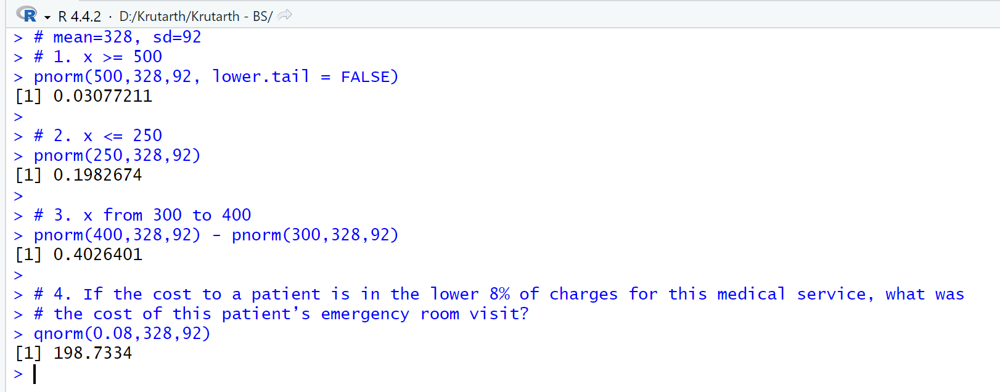 R R 4.4.2 · D:/Krutarth/Krutarth - BS/
> # mean=328, sd=92
> # 1. x >= 500
> pnorm(500,328,92, lower.tail = FALSE)
[1] 0.03077211
>
> # 2. x <= 250
> pnorm(250,328,92)
[1] 0.1982674
>
> # 3. x from 300 to 400
> pnorm(400,328,92) - pnorm(300,328,92)
[1] 0.4026401
>
> # 4. If the cost to a patient is in the lower 8% of charges for this medical service, what was
> # the cost of this patient’s emergency room visit?
> qnorm(0.08,328,92)
[1] 198.7334
>